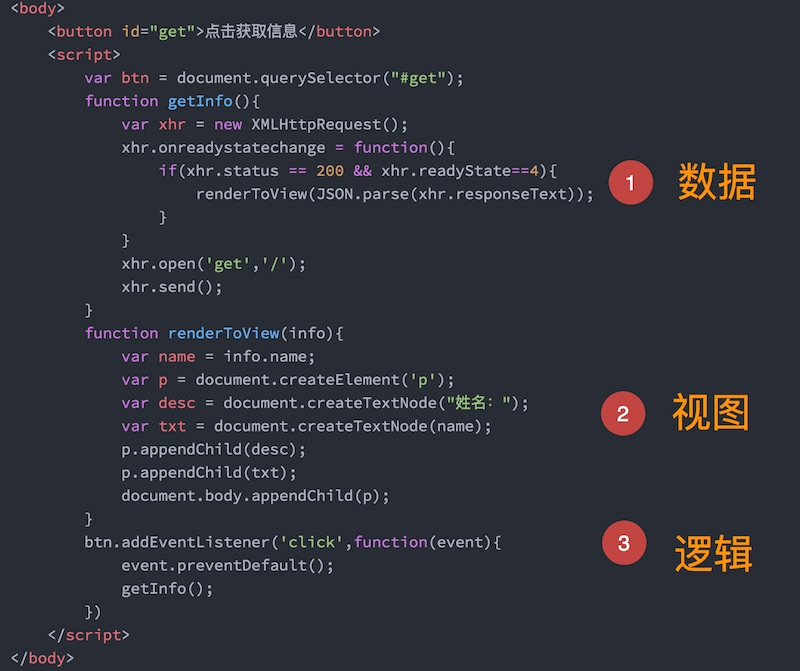 <body>
<button id="get">点击获取信息</button>
<script>
var btn = document.querySelector("#get");
function getInfo(){
var xhr = new XMLHttpRequest();
xhr.onreadystatechange = function(){
if(xhr.status == 200 && xhr.readyState==4){
renderToView(JSON.parse(xhr.responseText));
1 数据
}
}
xhr.open('get','/');
xhr.send();
}
function renderToView(info){
var name = info.name;
var p = document.createElement('p');
var desc = document.createTextNode("姓名：");
var txt = document.createTextNode(name);
2 视图
p.appendChild(desc);
p.appendChild(txt);
document.body.appendChild(p);
}
btn.addEventListener('click',function(event){
3 逻辑
event.preventDefault();
getInfo();
})
</script>
</body>